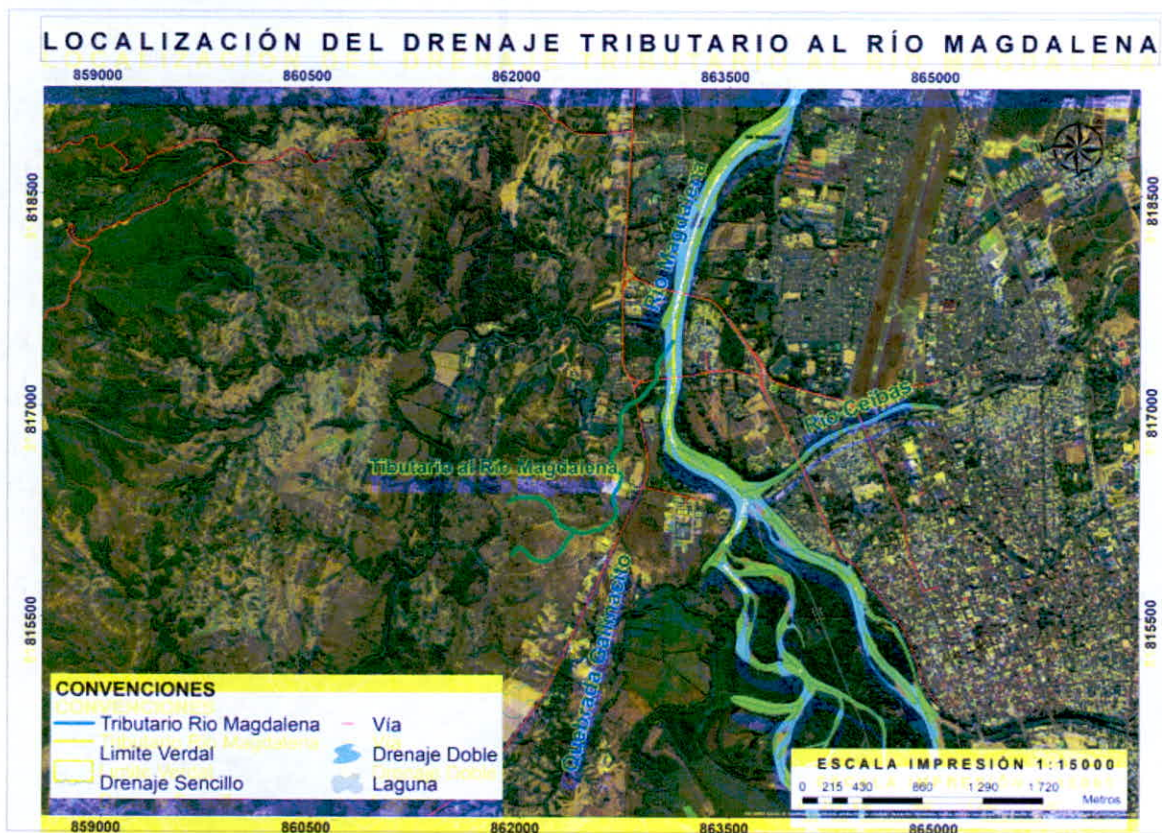 LOCALIZACIÓN DEL DRENAJE TRIBUTARIO AL RÍO MAGDALENA
859000 860500 862000 863500 865000
818500 818500
Río Magdalena
817000 817000
Río Ceibas
Tibutario al Río Magdalena
815500 815500
Quebrada
CONVENCIONES
Tributario Rio Magdalena
Limite Verdal
Drenaje Sencillo
Vía
Drenaje Doble
Laguna
ESCALA IMPRESIÓN 1:15000
0 215 430 860 1.290 1.720
Metros
859000 860500 862000 863500 865000